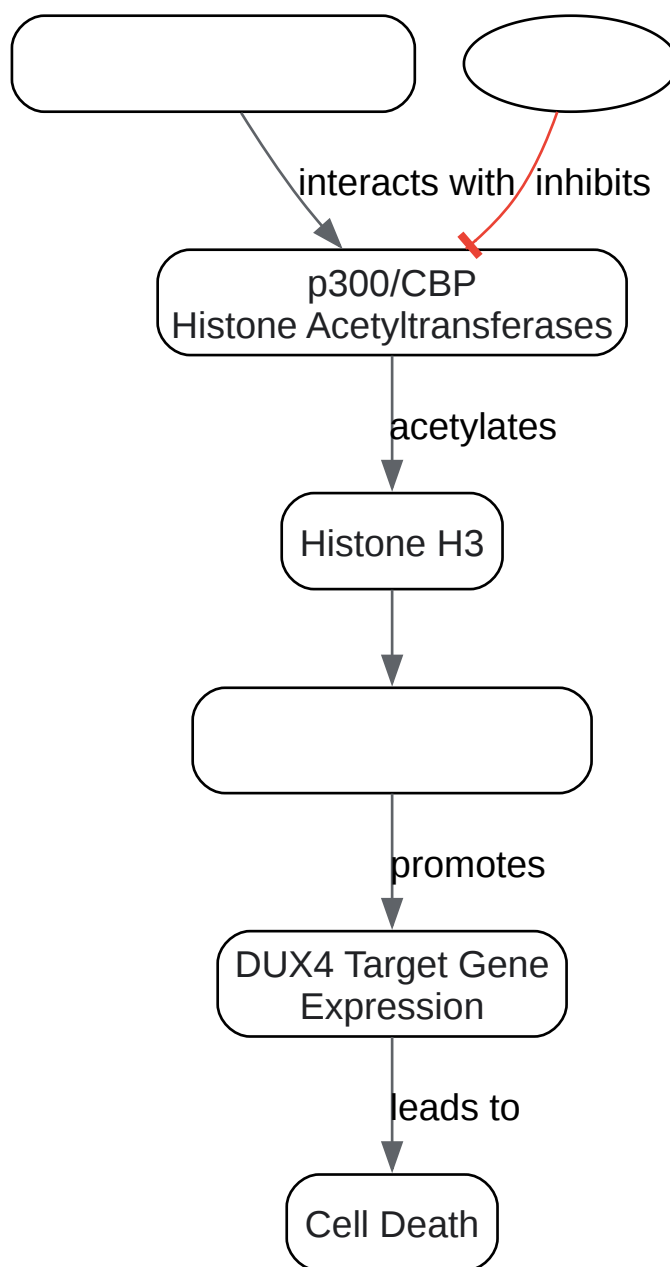 interacts with
inhibits
p300/CBP
Histone Acetyltransferases
acetylates
Histone H3
promotes
DUX4 Target Gene
Expression
leads to
Cell Death